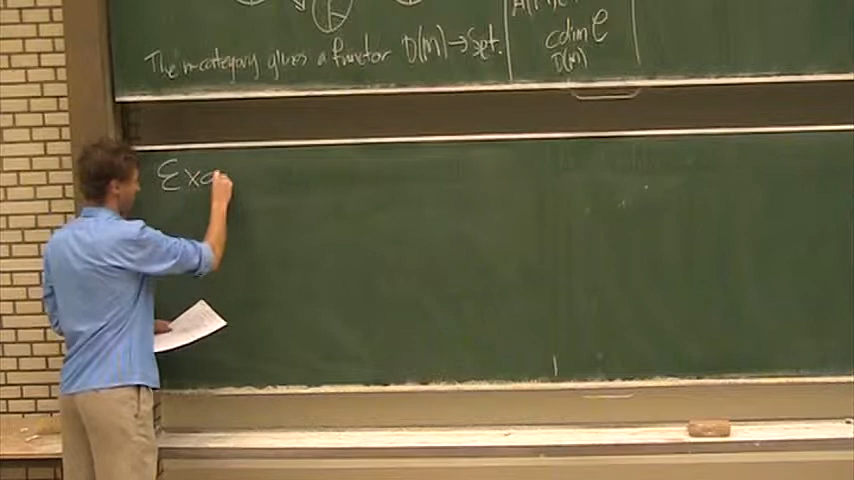 The n-category gives a functor D(M)→Set.
colim C
D(M)
Exa